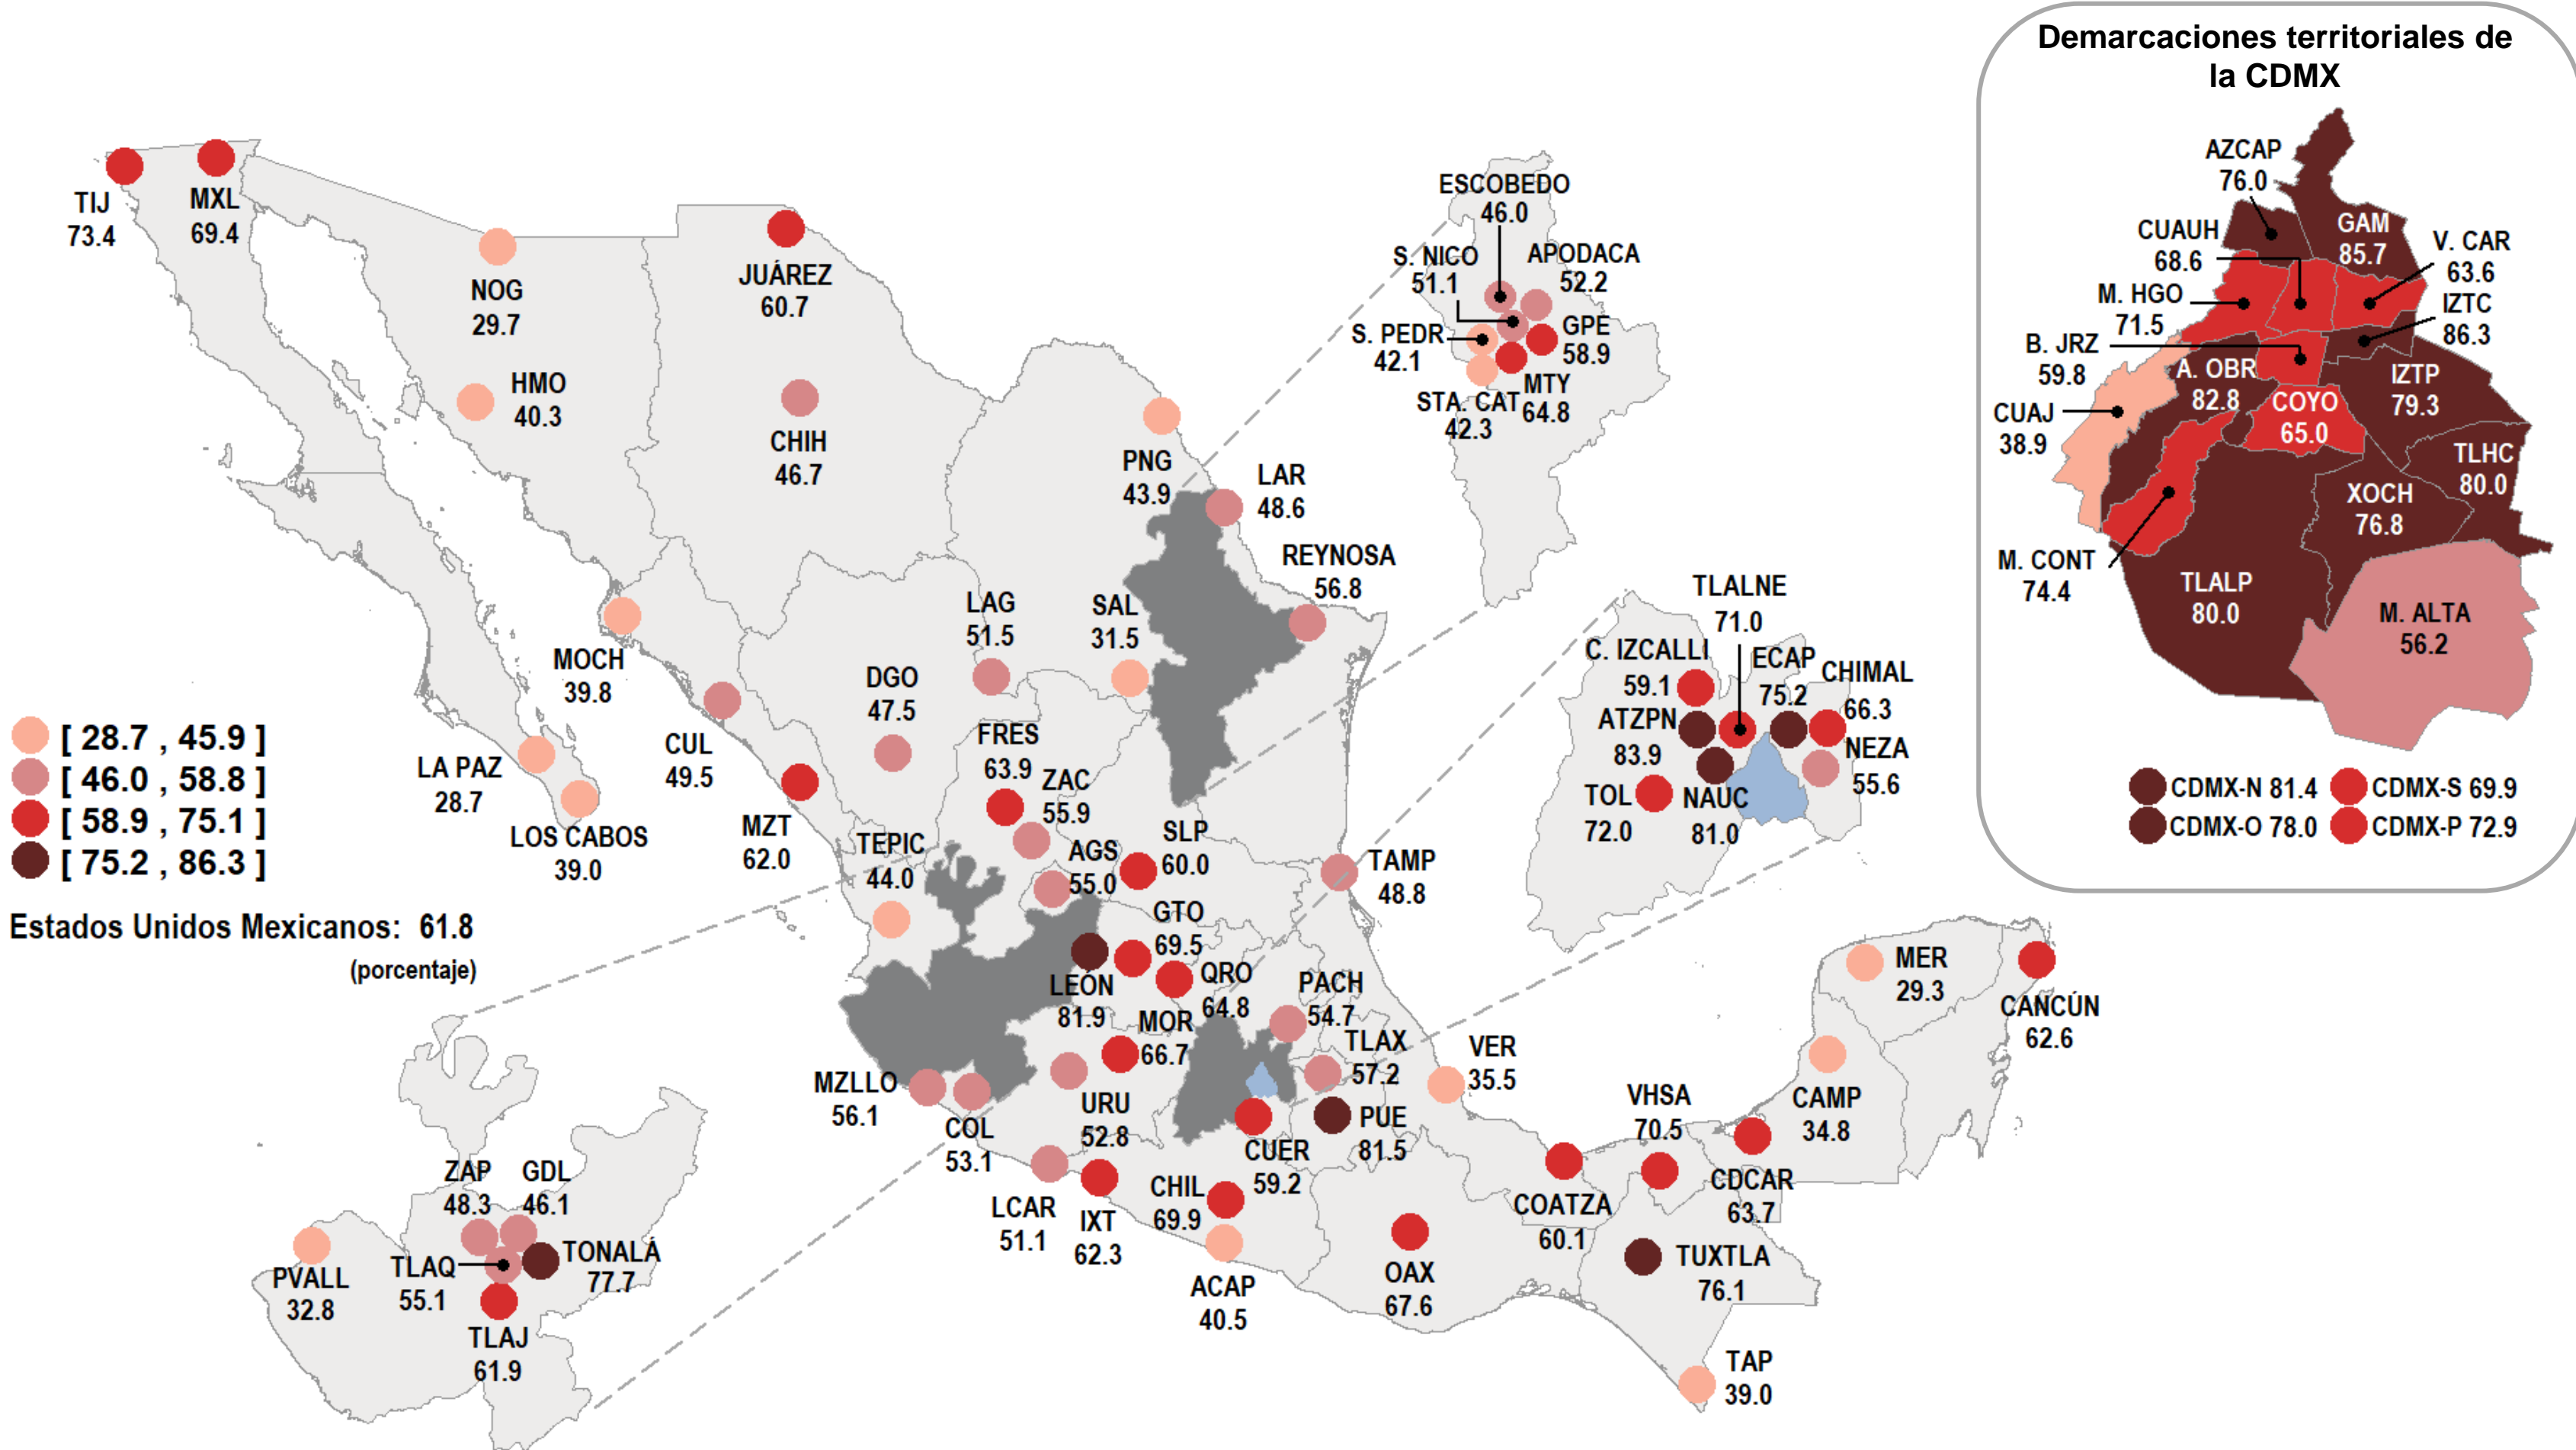 Demarcaciones territoriales de
la CDMX
AZCAP
76.0
CUAUH
68.6
GAM
85.7
V. CAR
63.6
M. HGO
71.5
IZTC
86.3
B. JRZ
59.8
A. OBR
82.8
IZTP
79.3
CUAJ
38.9
COYO
65.0
TLHC
80.0
XOCH
76.8
M. CONT
74.4
TLALP
80.0
M. ALTA
56.2
CDMX-N 81.4
CDMX-S 69.9
CDMX-O 78.0
CDMX-P 72.9
TIJ
73.4
MXL
69.4
NOG
29.7
JUÁREZ
60.7
HMO
40.3
CHIH
46.7
ESCOBEDO
46.0
S. NICO
51.1
APODACA
52.2
S. PEDR
42.1
GPE
58.9
STA. CAT
42.3
MTY
64.8
PNG
43.9
LAR
48.6
REYNOSA
56.8
LAG
51.5
SAL
31.5
MOCH
39.8
DGO
47.5
CUL
49.5
LA PAZ
28.7
LOS CABOS
39.0
MZT
62.0
FRES
63.9
ZAC
55.9
TLALNE
71.0
C. IZCALLI
59.1
ECAP
75.2
CHIMAL
66.3
ATZPN
83.9
NEZA
55.6
TOL
72.0
NAUC
81.0
[ 28.7 , 45.9 ]
[ 46.0 , 58.8 ]
[ 58.9 , 75.1 ]
[ 75.2 , 86.3 ]
Estados Unidos Mexicanos: 61.8
(porcentaje)
TEPIC
44.0
AGS
55.0
SLP
60.0
TAMP
48.8
GTO
69.5
LEÓN
81.9
QRO
64.8
PACH
54.7
MOR
66.7
TLAX
57.2
VER
35.5
MER
29.3
CANCÚN
62.6
MZLLO
56.1
COL
53.1
URU
52.8
CUER
59.2
PUE
81.5
VHSA
70.5
CAMP
34.8
ZAP
48.3
GDL
46.1
LCAR
51.1
IXT
62.3
CHIL
69.9
COATZA
60.1
CDCAR
63.7
PVALL
32.8
TLAQ
55.1
TONALÁ
77.7
ACAP
40.5
OAX
67.6
TUXTLA
76.1
TLAJ
61.9
TAP
39.0